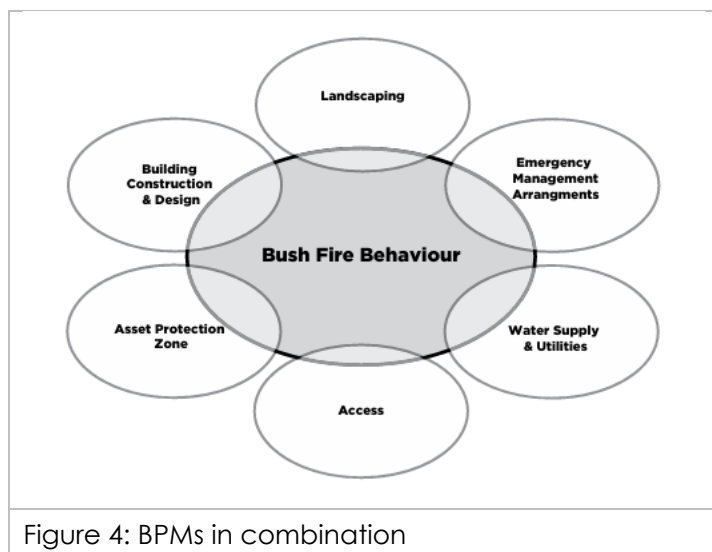 Landscaping
Building
Construction
& Design
Emergency
Management
Arrangments
Bush Fire Behaviour
Asset Protection
Zone
Water Supply
& Utilities
Access
Figure 4: BPMs in combination